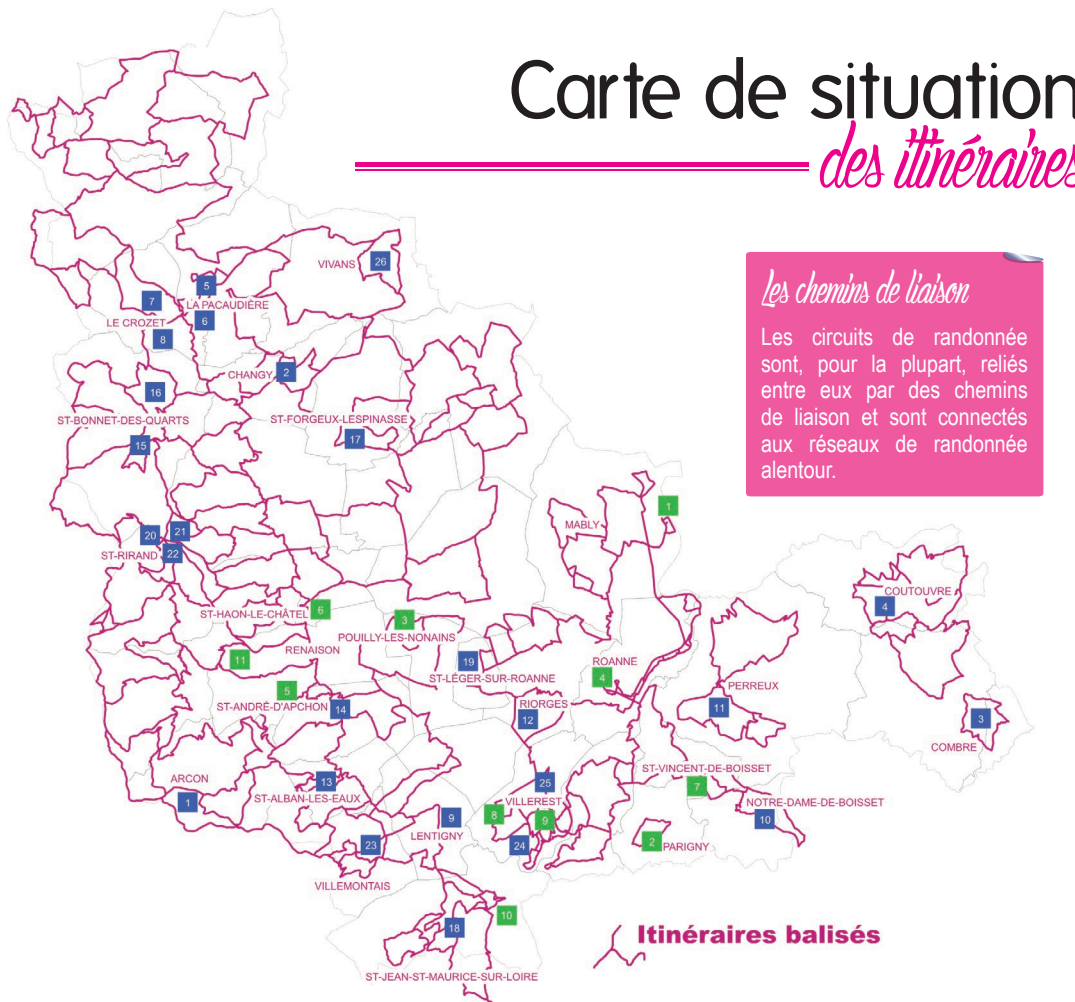 Carte de situation
des itinéraires
Les chemins de liaison
Les circuits de randonnée
sont, pour la plupart, reliés
entre eux par des chemins
de liaison et sont connectés
aux réseaux de randonnée
alentour.
VIVANS
26
5
LA PACAUDIÈRE
7
6
LE CROZET
8
CHANGY
2
16
ST-BONNET-DES-QUARTS
ST-FORGEUX-LESPINASSE
15
17
1
MABLY
20
21
ST-RIRAND
22
COUTOUVRE
4
ST-HAON-LE-CHÂTEL
6
3
POUILLY-LES-NONAINS
RENAISON
11
19
ST-LÉGER-SUR-ROANNE
ROANNE
4
5
ST-ANDRÉ-D'APCHON
14
RIORGES
12
PERREUX
11
3
COMBRE
ARCON
1
13
ST-ALBAN-LES-EAUX
25
ST-VINCENT-DE-BOISSET
7
VILLEREST
8
9
NOTRE-DAME-DE-BOISSET
10
9
LENTIGNY
24
2
PARIGNY
23
VILLEMONTAIS
10
18
ST-JEAN-ST-MAURICE-SUR-LOIRE
Itinéraires balisés